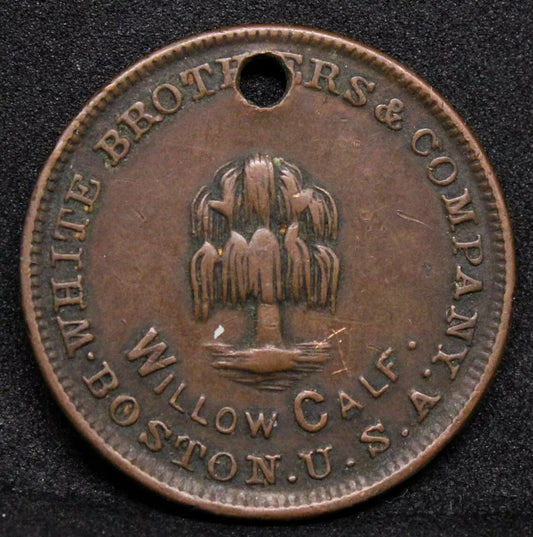 WHITE BROTHERS & COMPANY.
WILLOW CALF.
BOSTON. U. S. A.